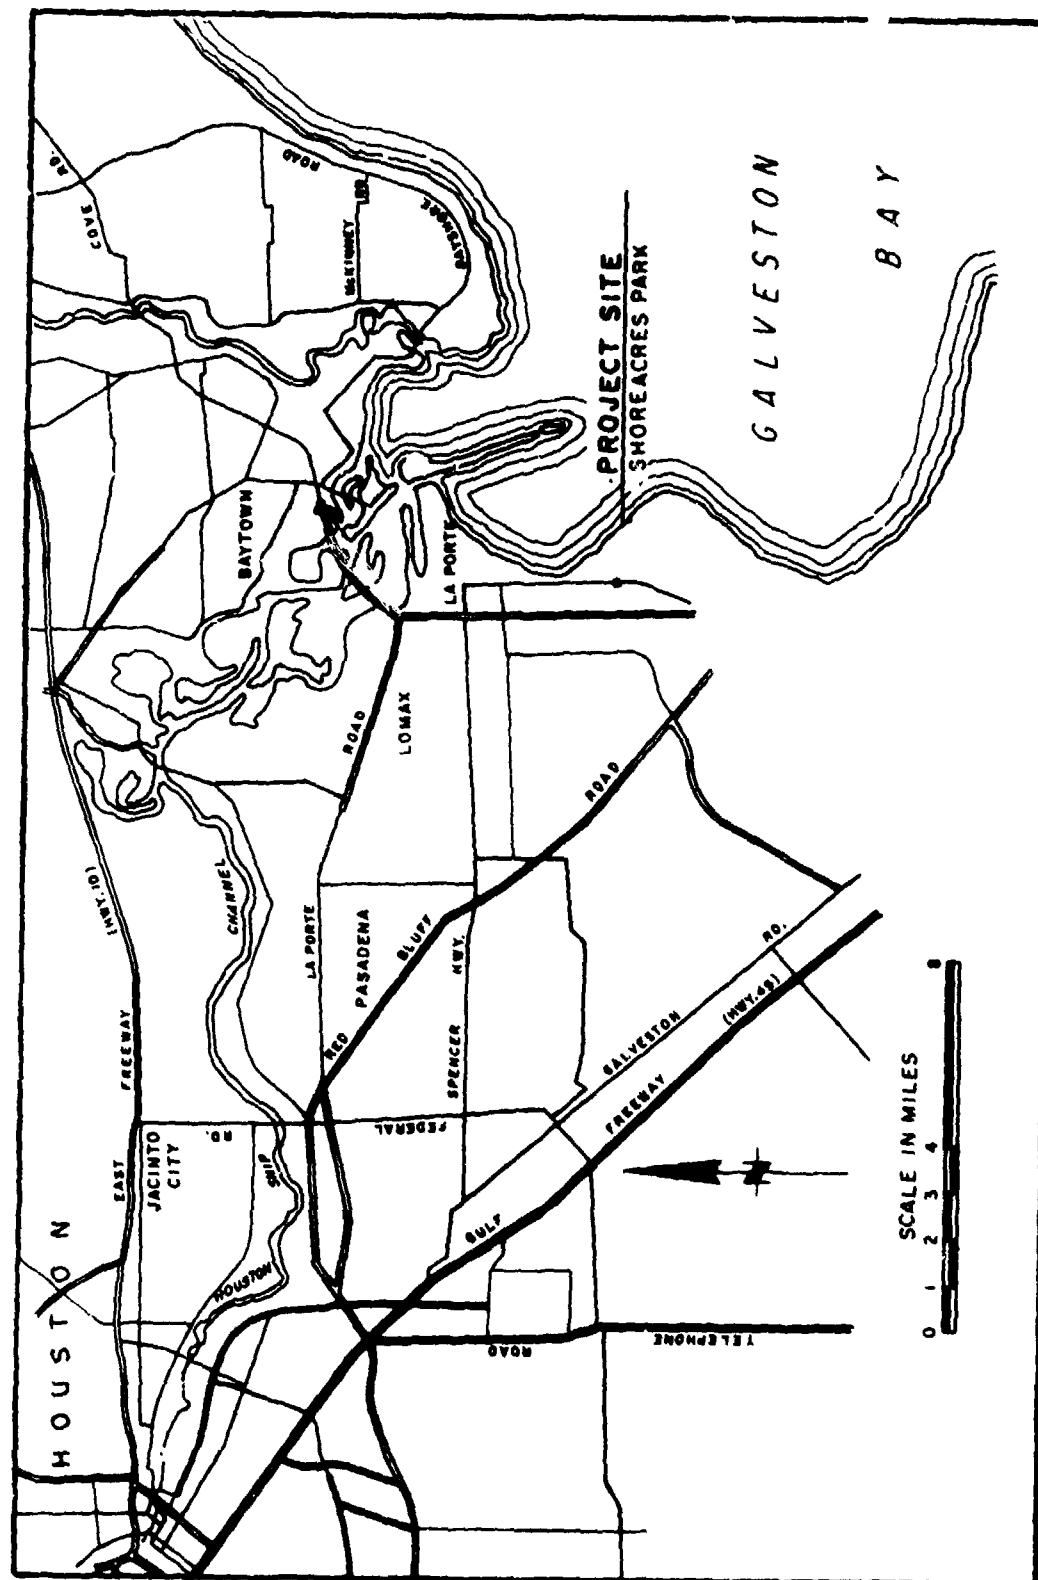 HOUSTON
EAST
FREEWAY
(HWY. 10)
COVE
RD.
JACINTO
CITY
RD.
FEDERAL
HOUSTON
SHIP
CHANNEL
BAYTOWN
McKINNEY
RD.
BAYSHORE
ROAD
LA PORTE
ROAD
PASADENA
LOMAX
LA PORTE
RED
BLUFF
ROAD
SPENCER
HWY.
PROJECT SITE
SHOREACRES PARK
GULF
FREEWAY
(HWY. 45)
GALVESTON
RD.
ROAD
TELEPHONE
GALVESTON
BAY
SCALE IN MILES
0 1 2 3 4 8